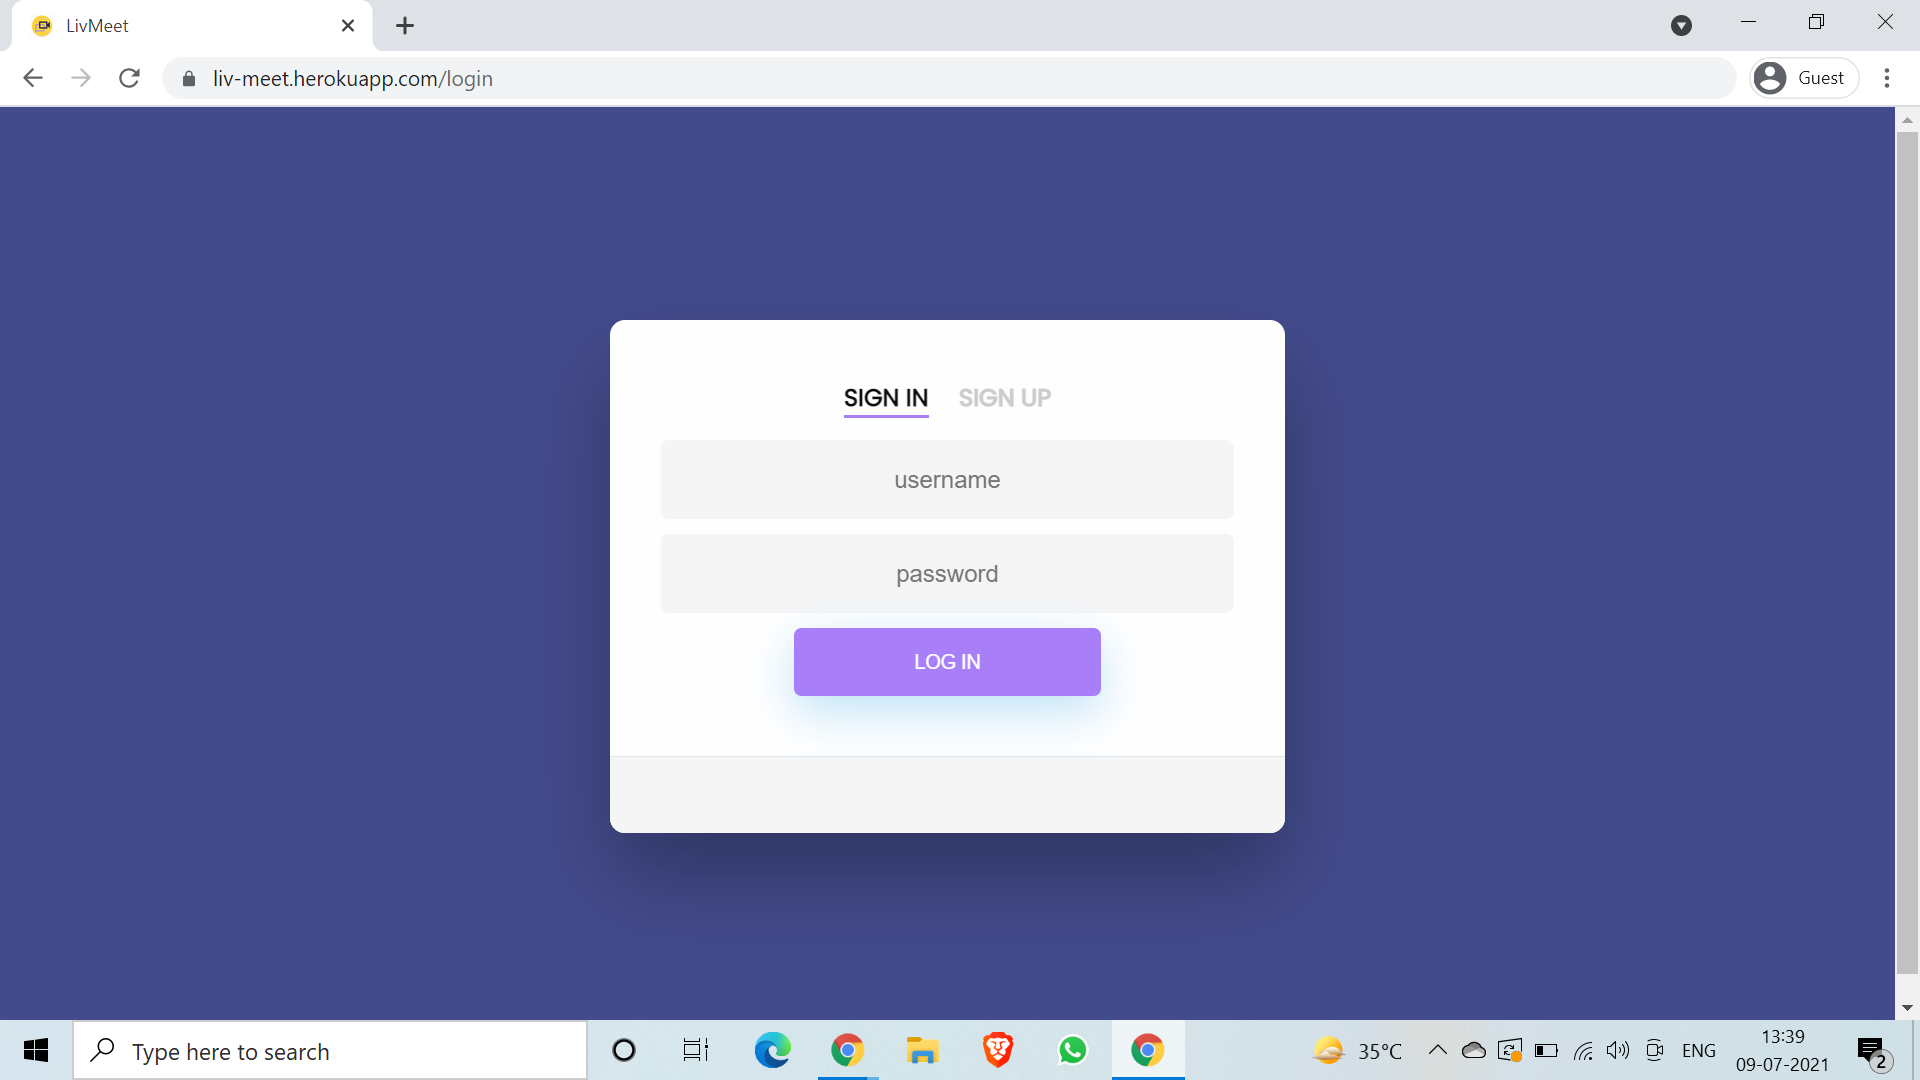 LivMeet
liv-meet.herokuapp.com/login
Guest
SIGN IN SIGN UP
username
password
LOG IN
Type here to search
35°C
ENG
13:39
09-07-2021
2